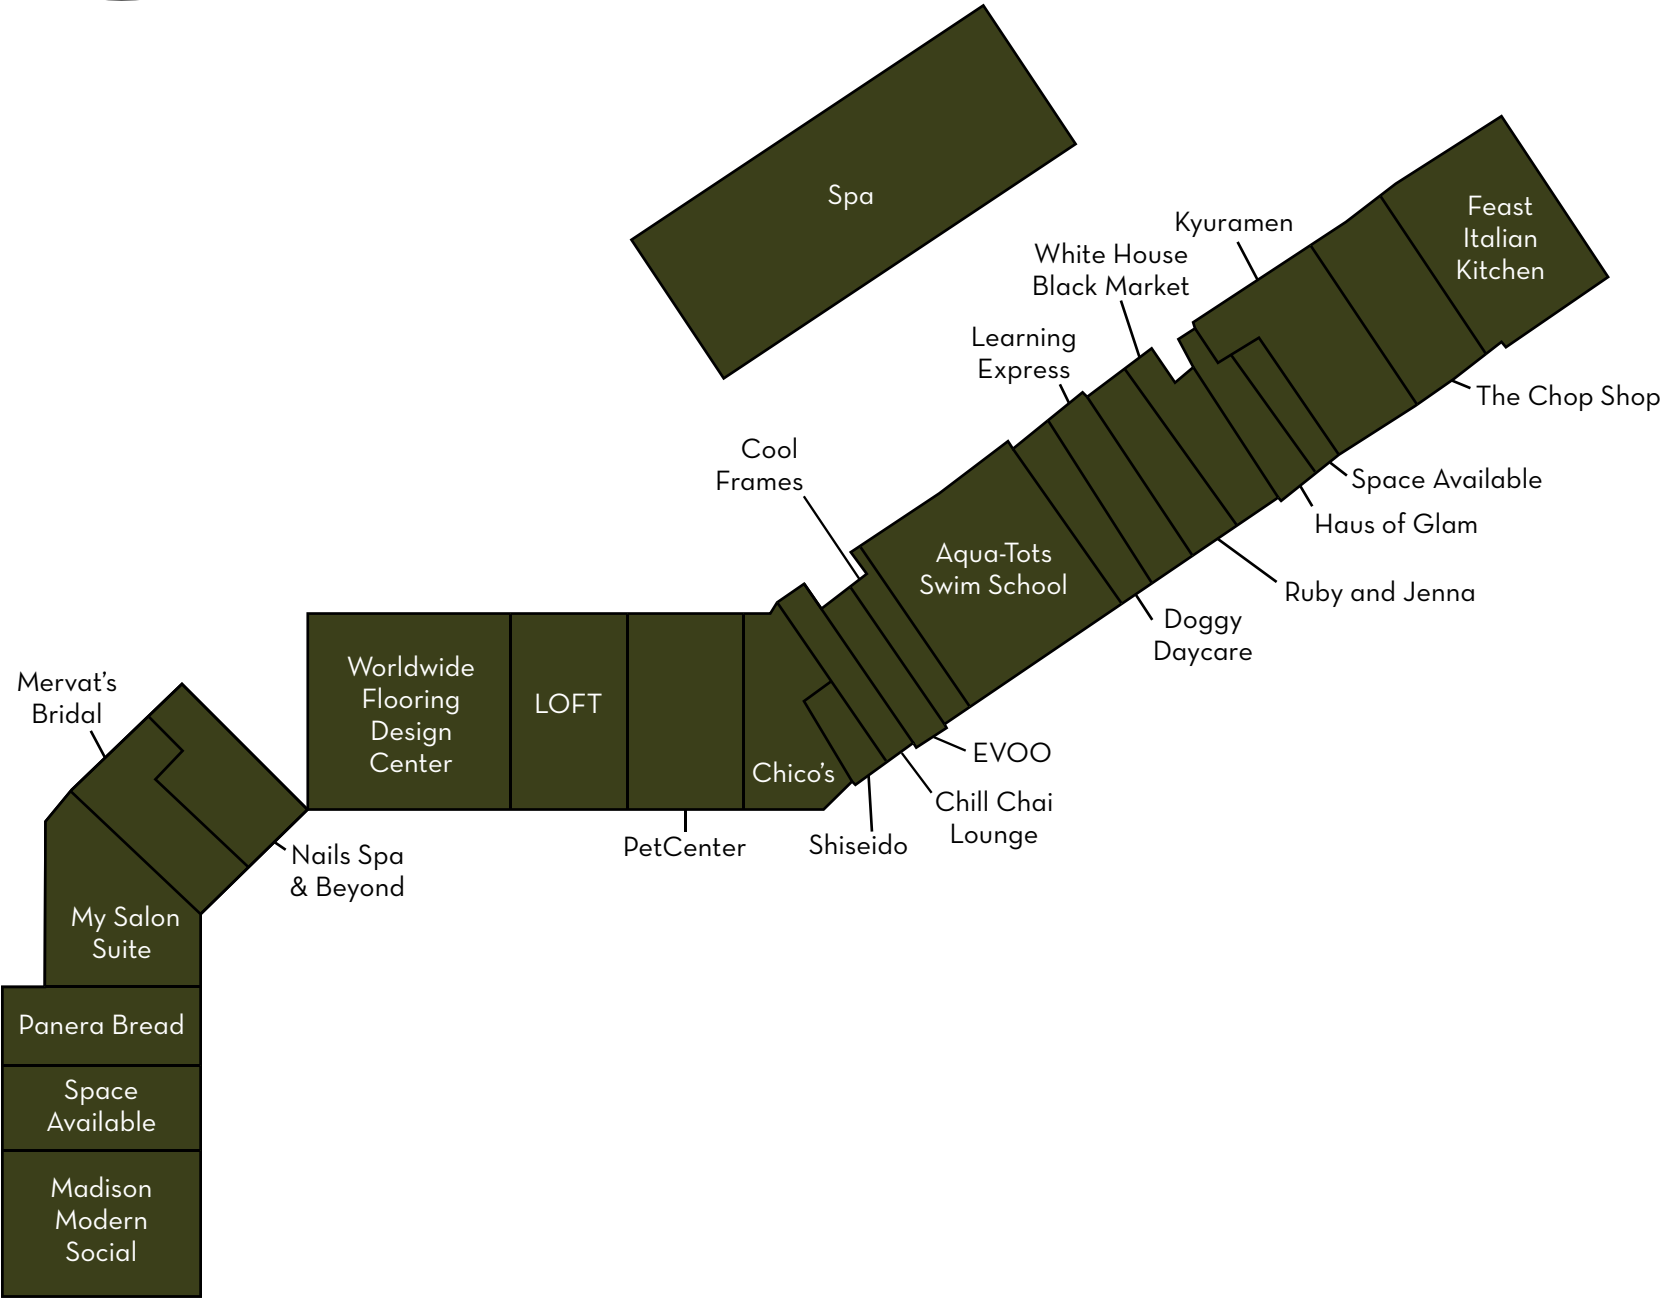 Spa
Feast
Italian
Kitchen
Kyuramen
White House
Black Market
Learning
Express
The Chop Shop
Space Available
Haus of Glam
Cool
Frames
Aqua-Tots
Swim School
Ruby and Jenna
Doggy
Daycare
Mervat's
Bridal
Worldwide
Flooring
Design
Center
LOFT
Chico's
EVOO
Chill Chai
Lounge
Shiseido
PetCenter
Nails Spa
& Beyond
My Salon
Suite
Panera Bread
Space
Available
Madison
Modern
Social